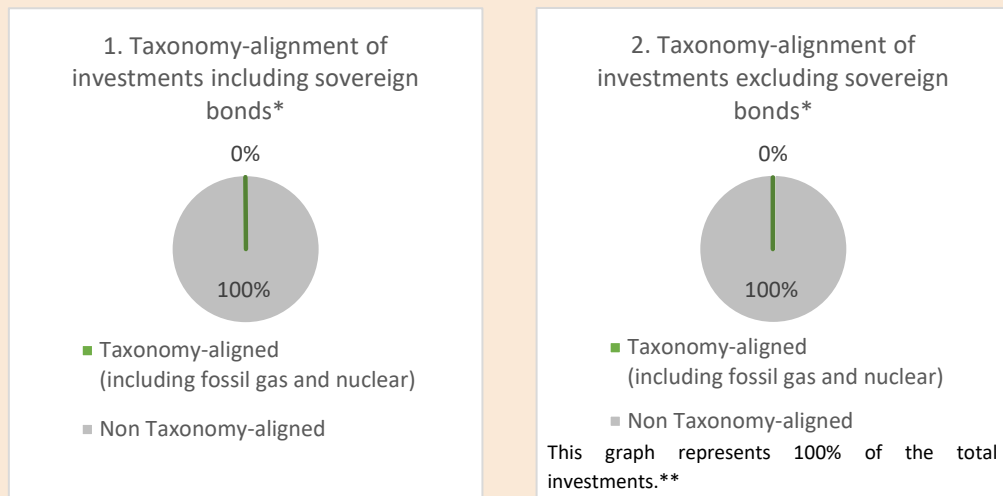 1. Taxonomy-alignment of
investments including sovereign
bonds*
0%
100%
Taxonomy-aligned
(including fossil gas and nuclear)
Non Taxonomy-aligned
2. Taxonomy-alignment of
investments excluding sovereign
bonds*
0%
100%
Taxonomy-aligned
(including fossil gas and nuclear)
Non Taxonomy-aligned
This graph represents 100% of the total
investments.**